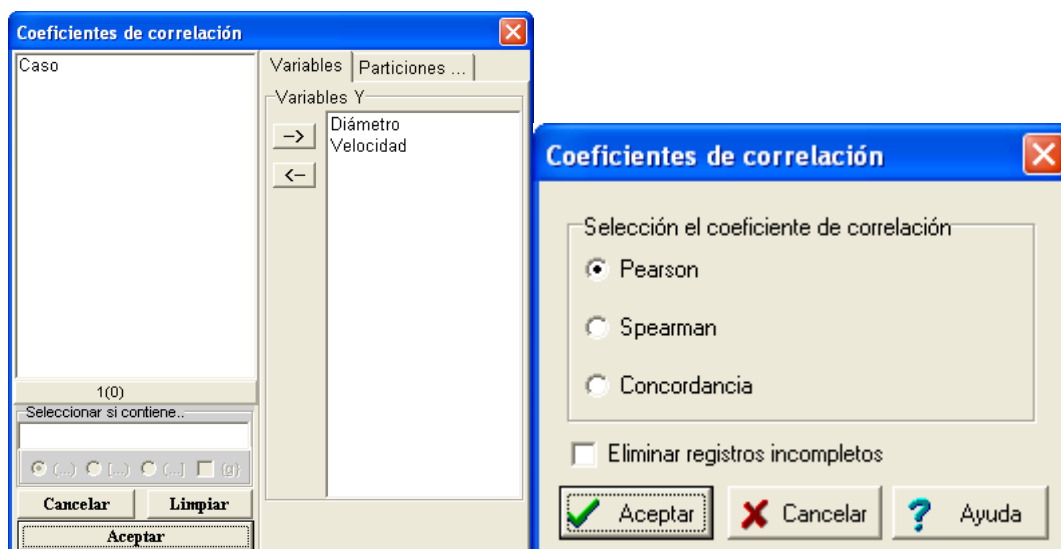 Coeficientes de correlación
Caso
1(0)
Seleccionar si contiene..
(...) [...) (...] {g}
Cancelar Limpiar
Aceptar
Variables Particiones ...
Variables Y
-->
<--
Diámetro
Velocidad
Coeficientes de correlación
Selección el coeficiente de correlación
Pearson
Spearman
Concordancia
Eliminar registros incompletos
Aceptar Cancelar ? Ayuda